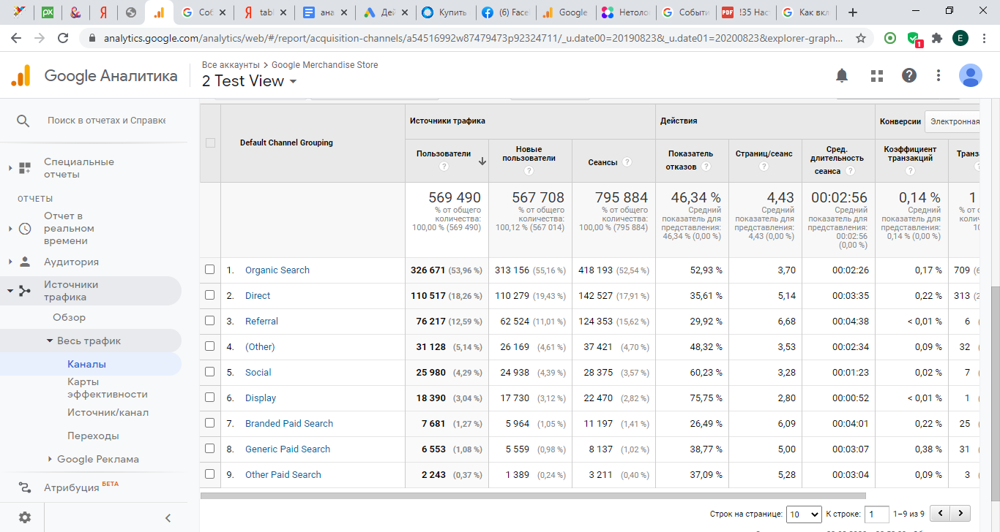 Соб
tabl
ана
Дей
Купить
(6) Face
Google
Нетоло
Событи
!35 Нас
Как вкл
analytics.google.com/analytics/web/#/report/acquisition-channels/a54516992w87479473p92324711/_u.date00=20190823&_u.date01=20200823&explorer-graph...
Google Аналитика
Все аккаунты > Google Merchandise Store
2 Test View
Поиск в отчетах и Справке
Специальные
отчеты
ОТЧЕТЫ
Отчет в
реальном
времени
Аудитория
Источники
трафика
Обзор
Весь трафик
Каналы
Карты
эффективности
Источник/канал
Переходы
Google Реклама
Атрибуция БЕТА
Default Channel Grouping
Источники трафика
Действия
Конверсии Электронная
Пользователи
Новые
пользователи
Сеансы
Показатель
отказов
Страниц/сеанс
Сред.
длительность
сеанса
Коэффициент
транзакций
Транз
569 490
% от общего
количества:
100,00 % (569 490)
567 708
% от общего
количества:
100,12 % (567 014)
795 884
% от общего
количества:
100,00 % (795 884)
46,34 %
Средний
показатель для
представления:
46,34 % (0,00 %)
4,43
Средний
показатель для
представления:
4,43 (0,00 %)
00:02:56
Средний
показатель для
представления:
00:02:56
(0,00 %)
0,14 %
Средний
показатель для
представления:
0,14 % (0,00 %)
1
% от о
колич
10
1. Organic Search 326 671 (53,96 %) 313 156 (55,16 %) 418 193 (52,54 %) 52,93 % 3,70 00:02:26 0,17 % 709 (6
2. Direct 110 517 (18,26 %) 110 279 (19,43 %) 142 527 (17,91 %) 35,61 % 5,14 00:03:35 0,22 % 313 (2
3. Referral 76 217 (12,59 %) 62 524 (11,01 %) 124 353 (15,62 %) 29,92 % 6,68 00:04:38 < 0,01 % 6 (
4. (Other) 31 128 (5,14 %) 26 169 (4,61 %) 37 421 (4,70 %) 48,32 % 3,53 00:02:34 0,09 % 32 (
5. Social 25 980 (4,29 %) 24 938 (4,39 %) 28 375 (3,57 %) 60,23 % 3,28 00:01:23 0,02 % 7 (
6. Display 18 390 (3,04 %) 17 730 (3,12 %) 22 470 (2,82 %) 75,75 % 2,80 00:00:52 < 0,01 % 1 (
7. Branded Paid Search 7 681 (1,27 %) 5 964 (1,05 %) 11 197 (1,41 %) 26,49 % 6,09 00:04:01 0,22 % 25 (
8. Generic Paid Search 6 553 (1,08 %) 5 559 (0,98 %) 8 137 (1,02 %) 38,77 % 5,00 00:03:07 0,38 % 31 (
9. Other Paid Search 2 243 (0,37 %) 1 389 (0,24 %) 3 211 (0,40 %) 37,09 % 5,28 00:03:04 0,09 % 3 (
Строк на странице: 10 К строке: 1 1–9 из 9